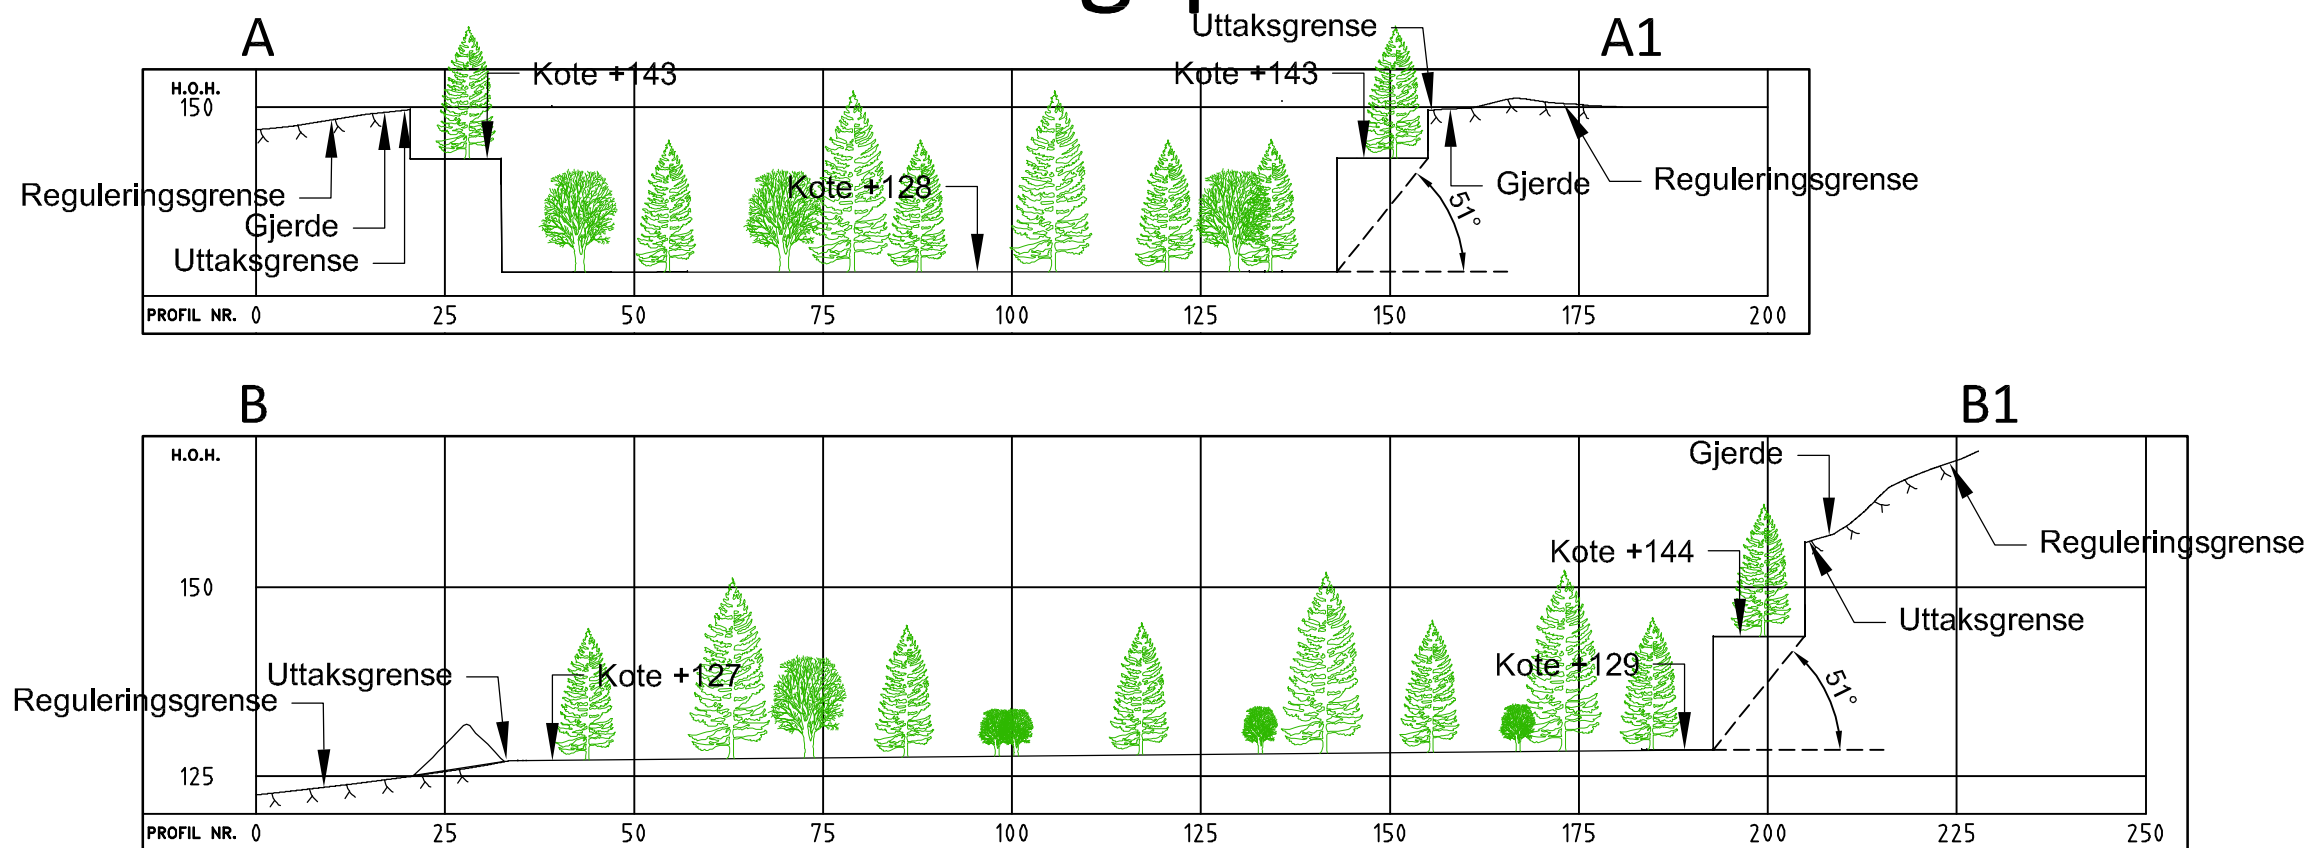 A
A1
Uttaksgrense
H.O.H.
Kote +143
Kote +143
150
Kote +128
Reguleringsgrense
Gjerde
Reguleringsgrense
51°
Gjerde
Uttaksgrense
PROFIL NR. 0 25 50 75 100 125 150 175 200
B
B1
H.O.H.
Gjerde
Kote +144
Reguleringsgrense
150
Uttaksgrense
Uttaksgrense
Kote +127
Kote +129
Reguleringsgrense
51°
125
PROFIL NR. 0 25 50 75 100 125 150 175 200 225 250